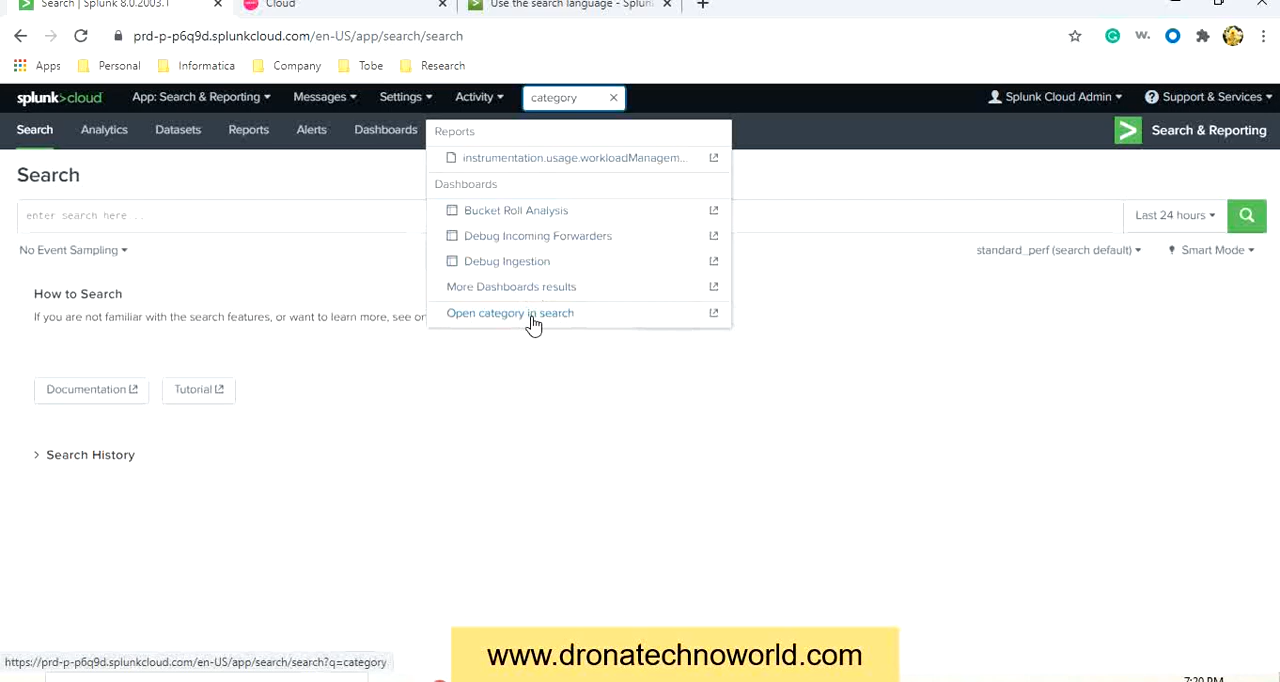 Search | Splunk 8.0.2003.1
Cloud
Use the search language - Splun
prd-p-p6q9d.splunkcloud.com/en-US/app/search/search
Apps Personal Informatica Company Tobe Research
splunk>cloud App: Search & Reporting Messages Settings Activity category Splunk Cloud Admin Support & Services
Search Analytics Datasets Reports Alerts Dashboards Search & Reporting
Reports
instrumentation.usage.workloadManagem...
Dashboards
Bucket Roll Analysis
Debug Incoming Forwarders
Debug Ingestion
More Dashboards results
Open category in search
Search
enter search here ... Last 24 hours
No Event Sampling standard_perf (search default) Smart Mode
How to Search
If you are not familiar with the search features, or want to learn more, see on
Documentation Tutorial
> Search History
www.dronatechnoworld.com
https://prd-p-p6q9d.splunkcloud.com/en-US/app/search/search?q=category
7:20 PM